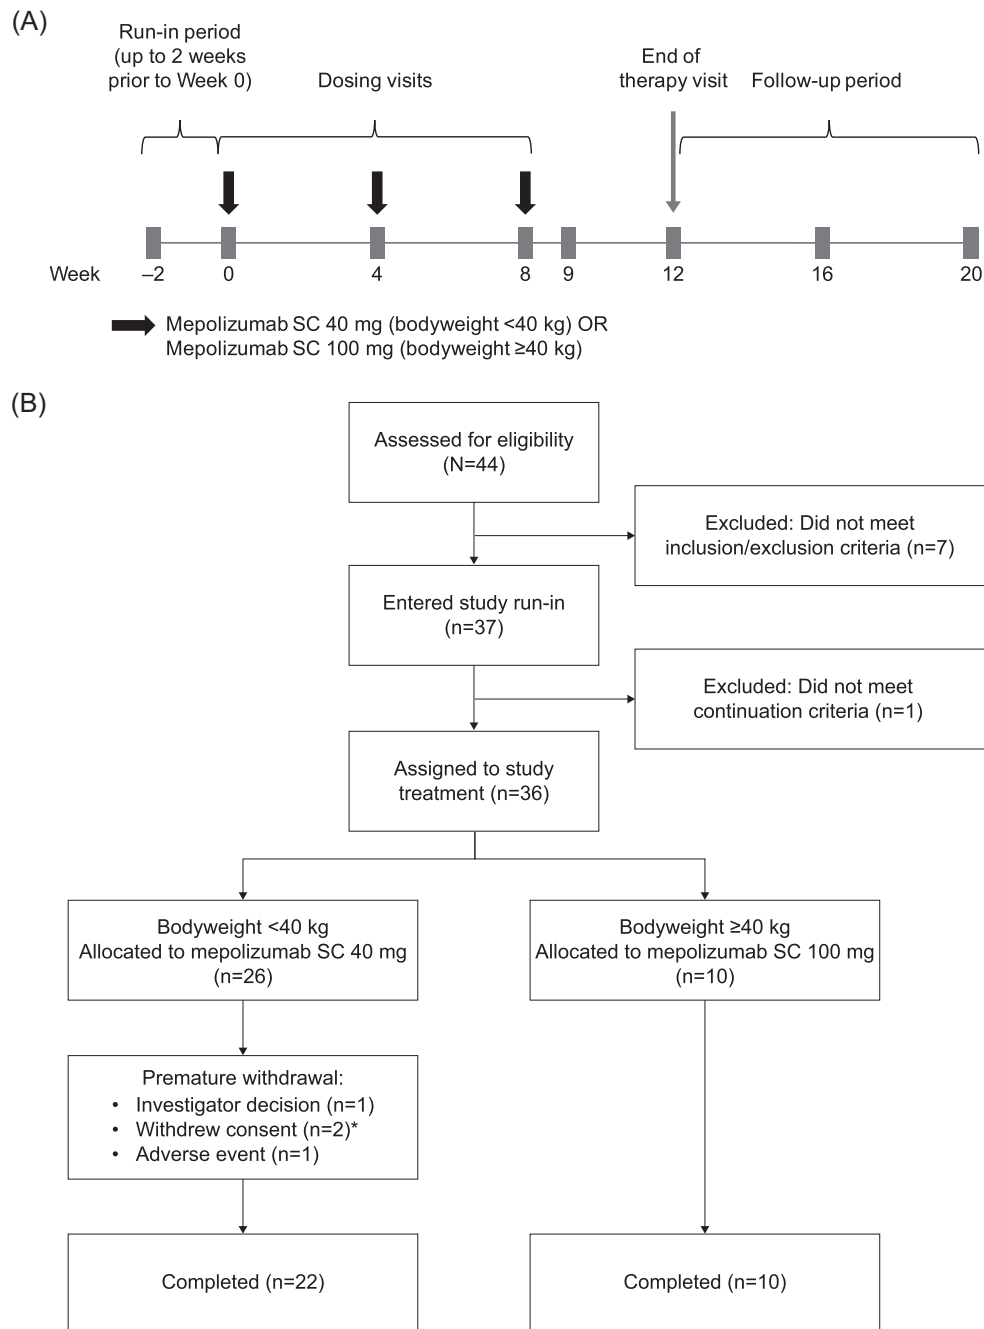 (A)
Run-in period
(up to 2 weeks
prior to Week 0)
Dosing visits
End of
therapy visit
Follow-up period
Week
–2
0
4
8
9
12
16
20
Mepolizumab SC 40 mg (bodyweight <40 kg) OR
Mepolizumab SC 100 mg (bodyweight ≥40 kg)
(B)
Assessed for eligibility
(N=44)
Excluded: Did not meet
inclusion/exclusion criteria (n=7)
Entered study run-in
(n=37)
Excluded: Did not meet
continuation criteria (n=1)
Assigned to study
treatment (n=36)
Bodyweight <40 kg
Allocated to mepolizumab SC 40 mg
(n=26)
Bodyweight ≥40 kg
Allocated to mepolizumab SC 100 mg
(n=10)
Premature withdrawal:
• Investigator decision (n=1)
• Withdrew consent (n=2)*
• Adverse event (n=1)
Completed (n=22)
Completed (n=10)